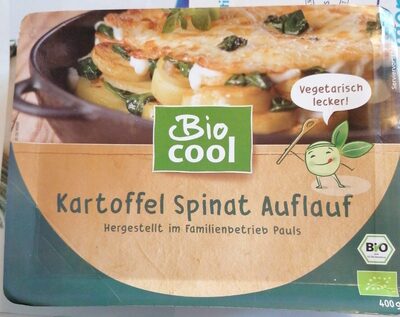 Vegetarisch
lecker!
Bio
cool
Kartoffel Spinat Auflauf
Hergestellt im Familienbetrieb Pauls
BIO
400g